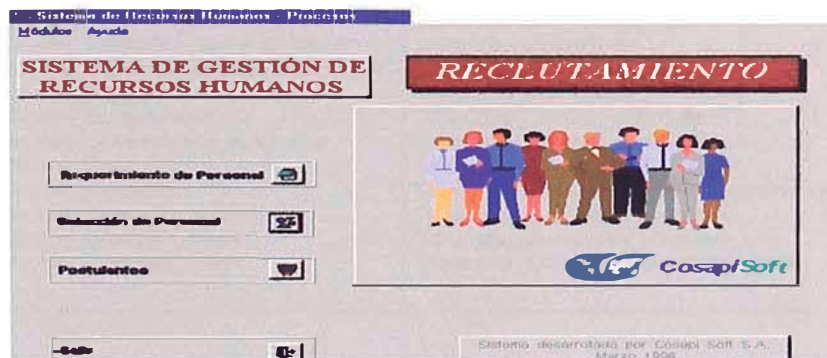 Sistema de Recursos Humanos - Procesos
Módulos Ayuda
SISTEMA DE GESTIÓN DE
RECURSOS HUMANOS
RECLUTAMIENTO
Requerimiento de Personal
Selección de Personal
Postulantes
CosapiSoft
Salir
Sistema desarrollado por Cosapi Soft S.A.
Marzo 1998